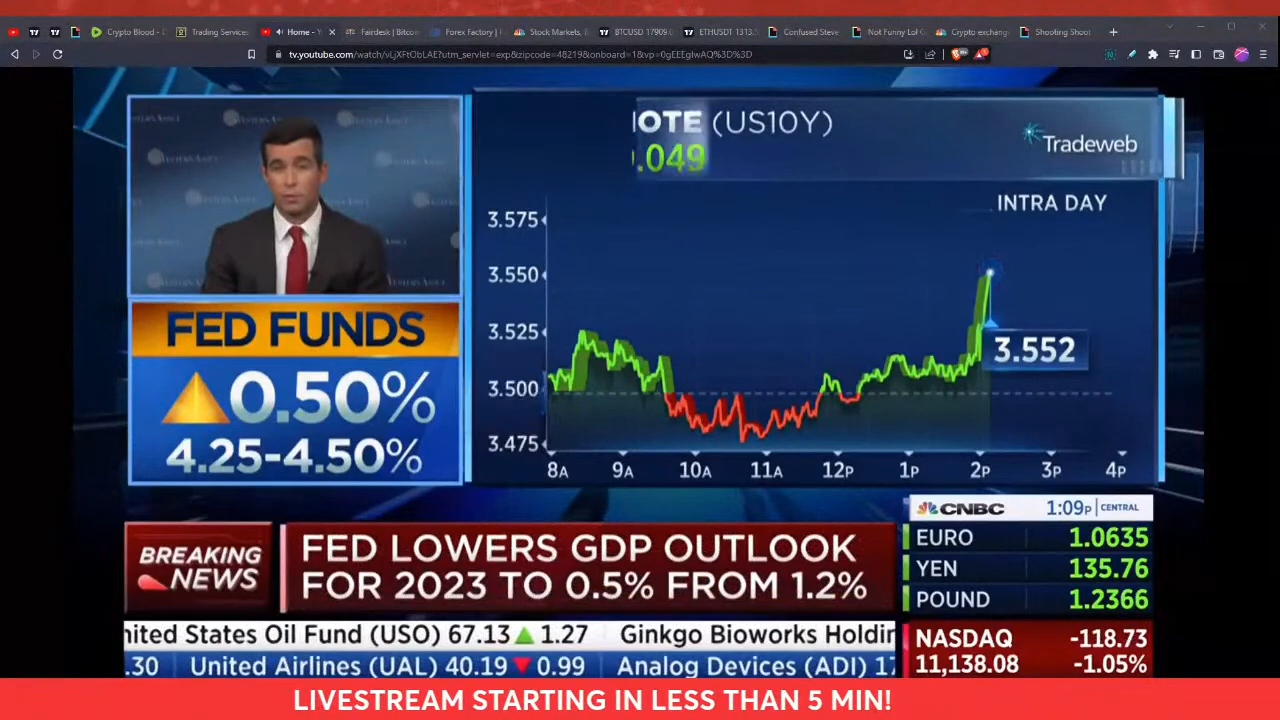 Crypto Blood -
Trading Services
Home - Y
Fairdesk | Bitcoin
Forex Factory |
Stock Markets, B
BTCUSD 17909.0
ETHUSDT 1313.
Confused Steve
Not Funny Lol G
Crypto exchang
Shooting Shoot
tv.youtube.com/watch/vLjXFtObLAE?utm_servlet=exp&zipcode=48219&onboard=1&vp=0gEEEgIwAQ%3D%3D
OTE (US10Y)
.049
Tradeweb
INTRA DAY
3.575
3.550
3.525
3.500
3.475
3.552
8A 9A 10A 11A 12P 1P 2P 3P 4P
FED FUNDS
▲0.50%
4.25-4.50%
BREAKING
NEWS
FED LOWERS GDP OUTLOOK
FOR 2023 TO 0.5% FROM 1.2%
CNBC 1:09P | CENTRAL
EURO 1.0635
YEN 135.76
POUND 1.2366
NASDAQ -118.73
11,138.08 -1.05%
nited States Oil Fund (USO) 67.13 ▲ 1.27 Ginkgo Bioworks Holdin
.30 United Airlines (UAL) 40.19 ▼ 0.99 Analog Devices (ADI) 17
LIVESTREAM STARTING IN LESS THAN 5 MIN!